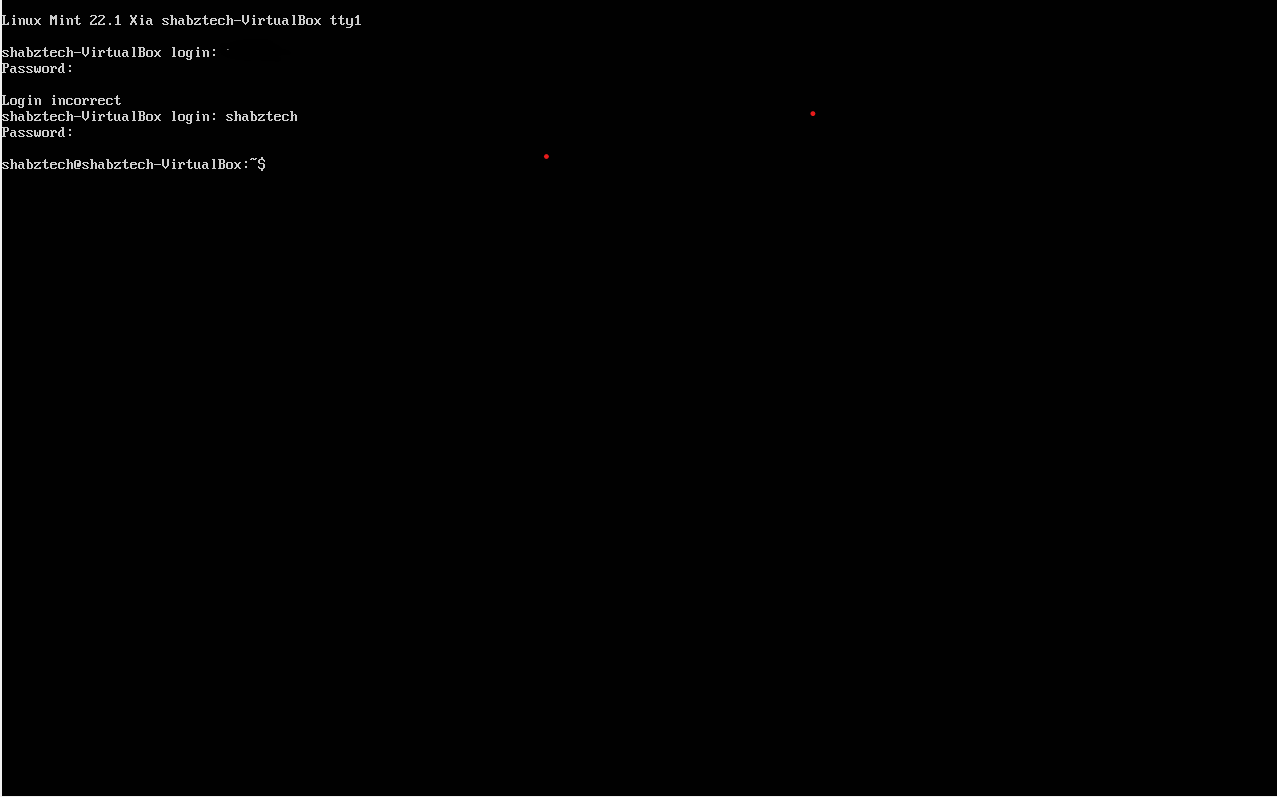 Linux Mint 22.1 Xia shabztech-VirtualBox tty1
shabztech-VirtualBox login:
Password:
Login incorrect
shabztech-VirtualBox login: shabztech
Password:
shabztech@shabztech-VirtualBox:~$